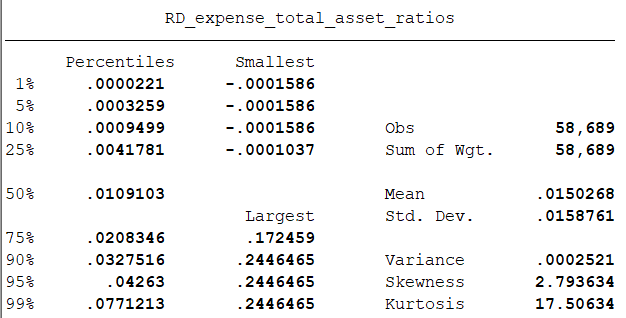 RD_expense_total_asset_ratios
Percentiles Smallest
1% .0000221 -.0001586
5% .0003259 -.0001586
10% .0009499 -.0001586 Obs 58,689
25% .0041781 -.0001037 Sum of Wgt. 58,689
50% .0109103 Mean .0150268
Largest Std. Dev. .0158761
75% .0208346 .172459
90% .0327516 .2446465 Variance .0002521
95% .04263 .2446465 Skewness 2.793634
99% .0771213 .2446465 Kurtosis 17.50634